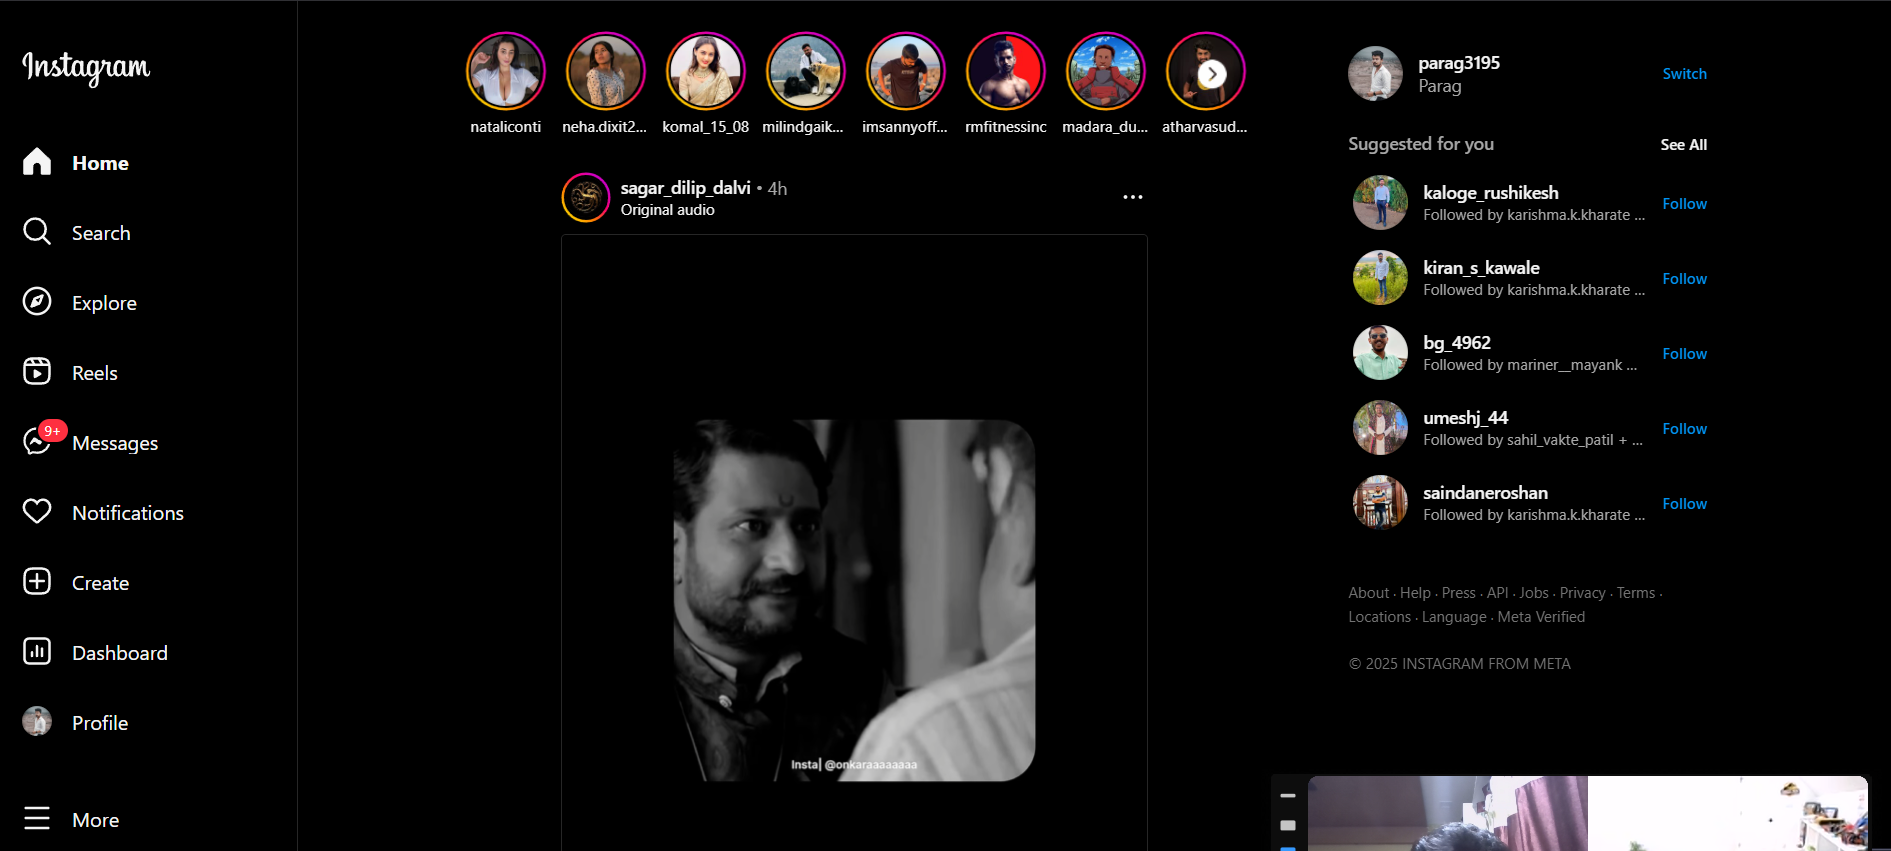 Instagram
Home
Search
Explore
Reels
9+
Messages
Notifications
Create
Dashboard
Profile
More
nataliconti
neha.dixit2...
komal_15_08
milindgaik...
imsannyoff...
rmfitnessinc
madara_du...
atharvasud...
sagar_dilip_dalvi • 4h
Original audio
Insta| @onkaraaaaaaaa
parag3195
Parag
Switch
Suggested for you
See All
kaloge_rushikesh
Followed by karishma.k.kharate ...
Follow
kiran_s_kawale
Followed by karishma.k.kharate ...
Follow
bg_4962
Followed by mariner__mayank ...
Follow
umeshj_44
Followed by sahil_vakte_patil + ...
Follow
saindaneroshan
Followed by karishma.k.kharate ...
Follow
About · Help · Press · API · Jobs · Privacy · Terms ·
Locations · Language · Meta Verified
© 2025 INSTAGRAM FROM META